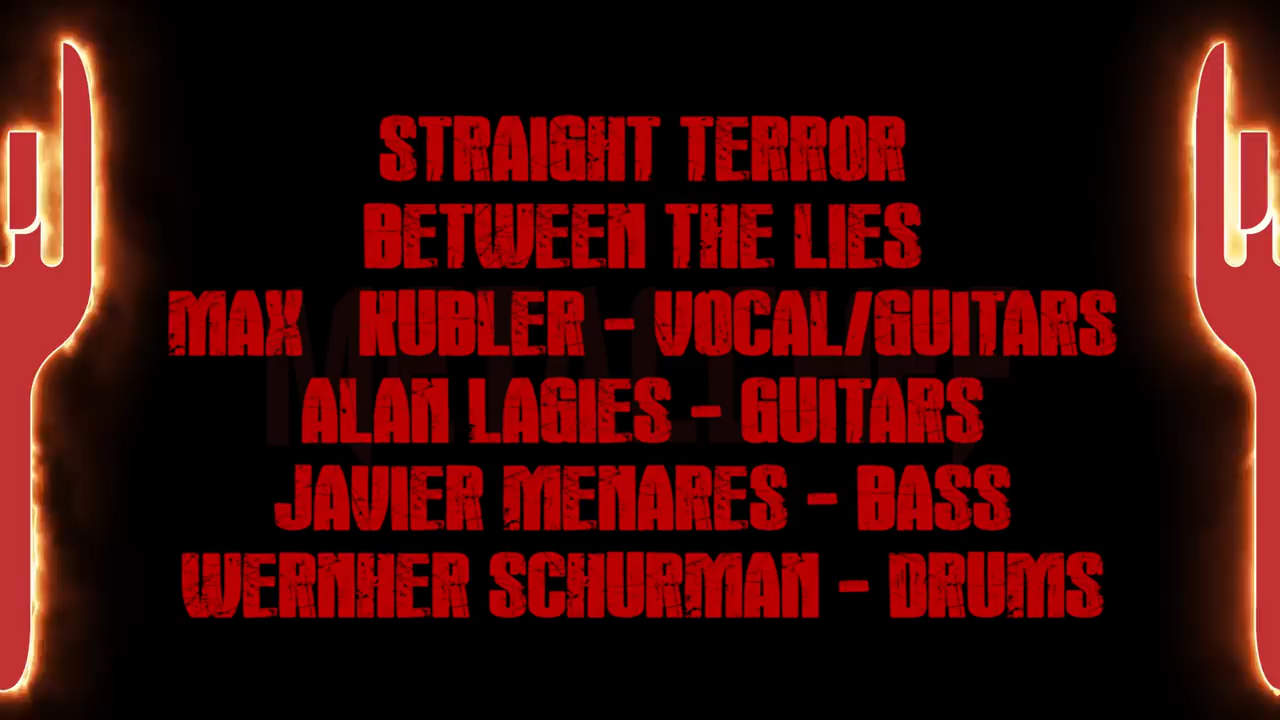 STRAIGHT TERROR
BETWEEN THE LIES
MAX KUBLER - VOCAL/GUITARS
ALAN LAGIES - GUITARS
JAVIER MENARES - BASS
WERNHER SCHURMAN - DRUMS